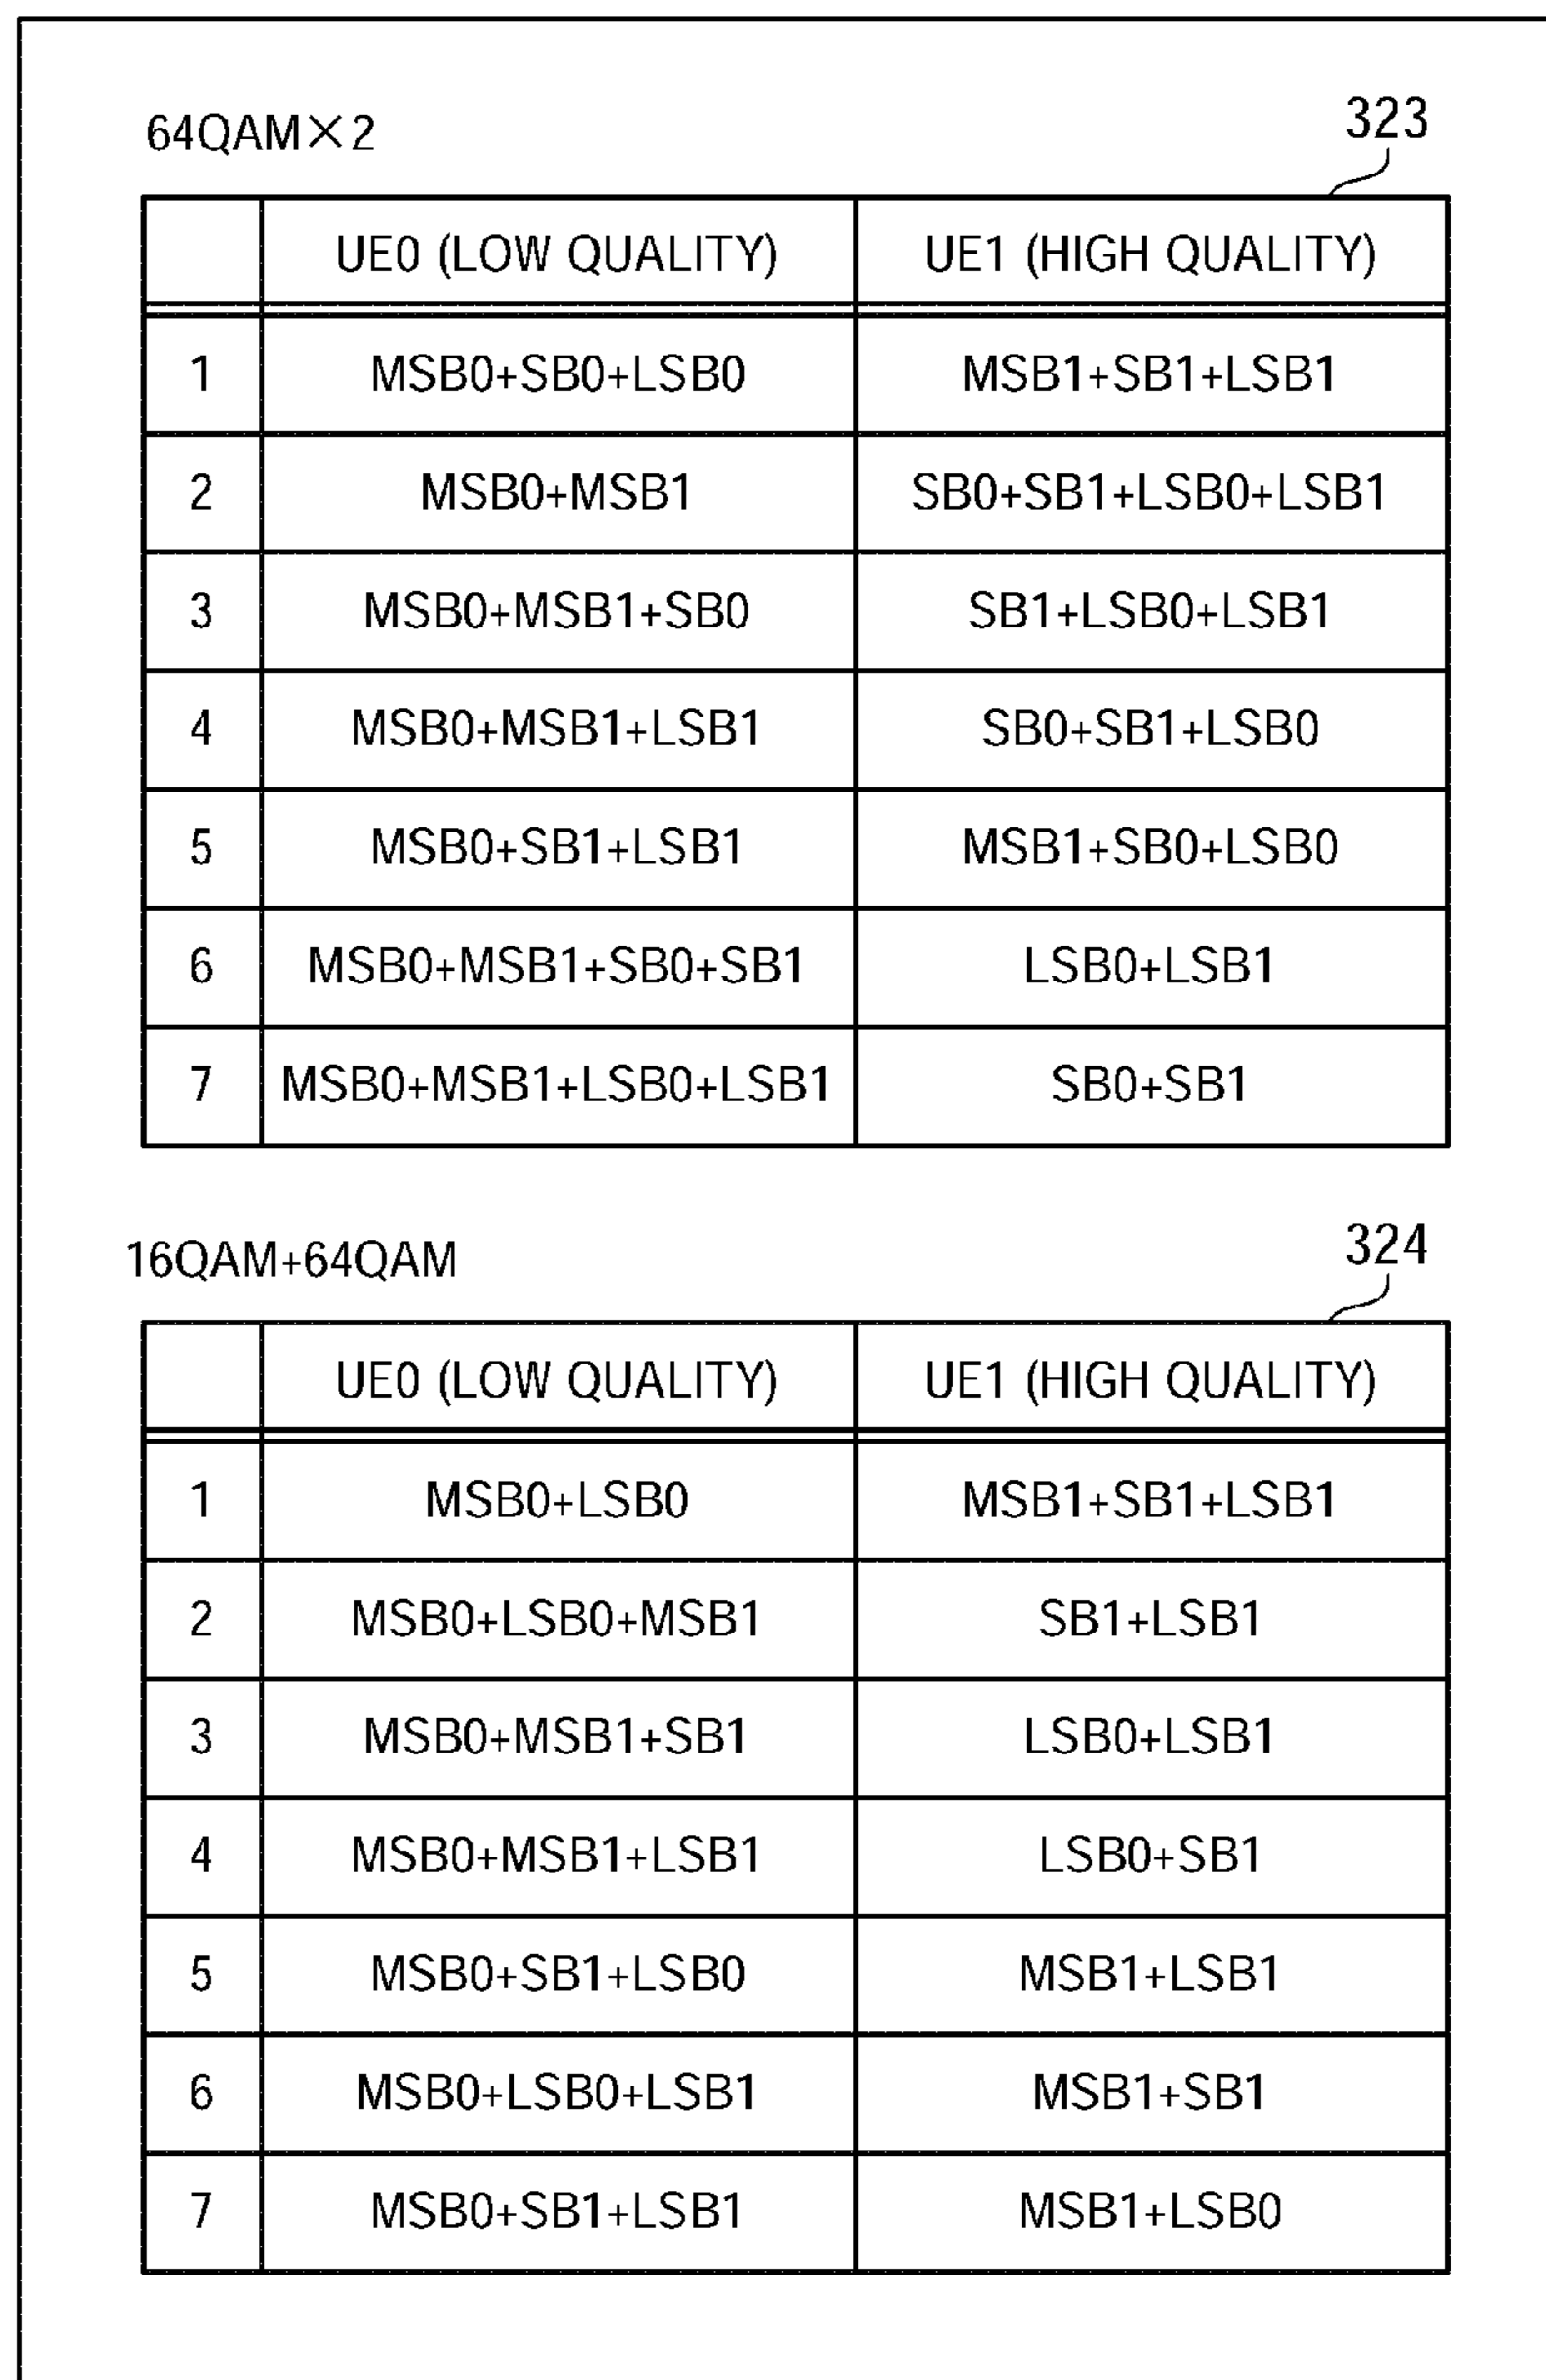 64QAM×2
323
UE0 (LOW QUALITY) UE1 (HIGH QUALITY)
1 MSB0+SB0+LSB0 MSB1+SB1+LSB1
2 MSB0+MSB1 SB0+SB1+LSB0+LSB1
3 MSB0+MSB1+SB0 SB1+LSB0+LSB1
4 MSB0+MSB1+LSB1 SB0+SB1+LSB0
5 MSB0+SB1+LSB1 MSB1+SB0+LSB0
6 MSB0+MSB1+SB0+SB1 LSB0+LSB1
7 MSB0+MSB1+LSB0+LSB1 SB0+SB1
16QAM+64QAM
324
UE0 (LOW QUALITY) UE1 (HIGH QUALITY)
1 MSB0+LSB0 MSB1+SB1+LSB1
2 MSB0+LSB0+MSB1 SB1+LSB1
3 MSB0+MSB1+SB1 LSB0+LSB1
4 MSB0+MSB1+LSB1 LSB0+SB1
5 MSB0+SB1+LSB0 MSB1+LSB1
6 MSB0+LSB0+LSB1 MSB1+SB1
7 MSB0+SB1+LSB1 MSB1+LSB0